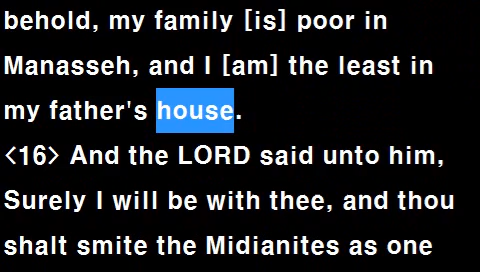 behold, my family [is] poor in
Manasseh, and I [am] the least in
my father's house.
<16> And the LORD said unto him,
Surely I will be with thee, and thou
shalt smite the Midianites as one